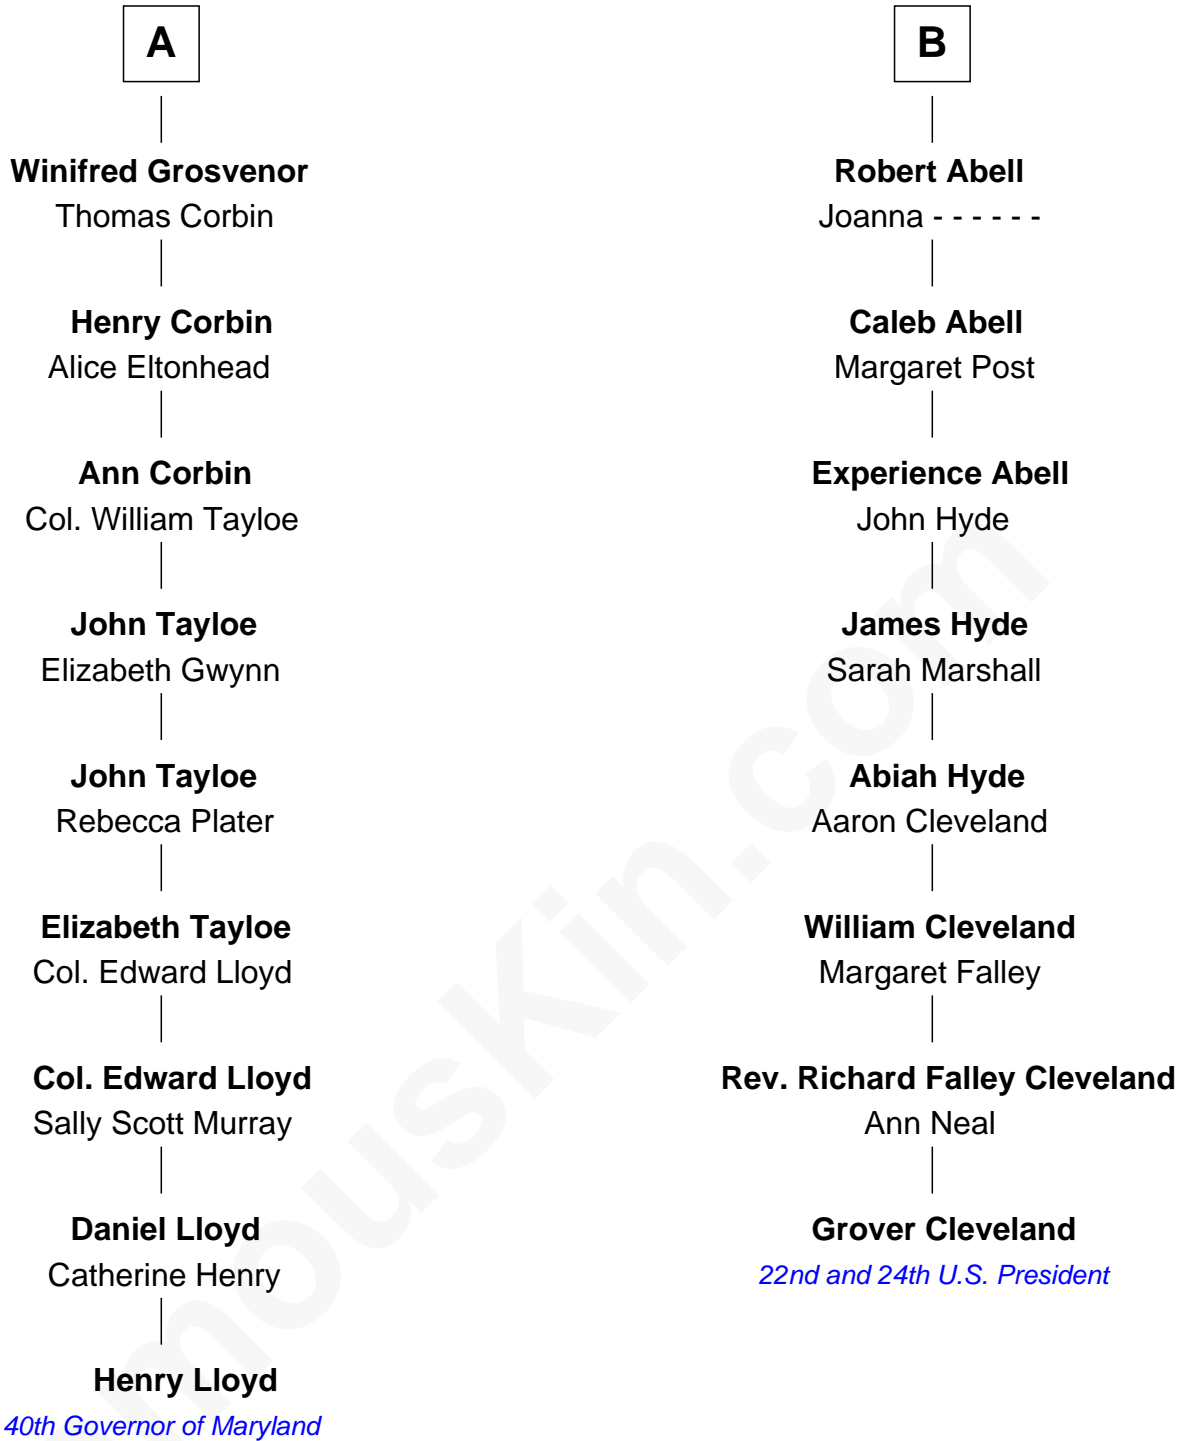 A
Winifred Grosvenor
Thomas Corbin
Henry Corbin
Alice Eltonhead
Ann Corbin
Col. William Tayloe
John Tayloe
Elizabeth Gwynn
John Tayloe
Rebecca Plater
Elizabeth Tayloe
Col. Edward Lloyd
Col. Edward Lloyd
Sally Scott Murray
Daniel Lloyd
Catherine Henry
Henry Lloyd
40th Governor of Maryland
B
Robert Abell
Joanna - - - - - -
Caleb Abell
Margaret Post
Experience Abell
John Hyde
James Hyde
Sarah Marshall
Abiah Hyde
Aaron Cleveland
William Cleveland
Margaret Falley
Rev. Richard Falley Cleveland
Ann Neal
Grover Cleveland
22nd and 24th U.S. President
mousKin.com